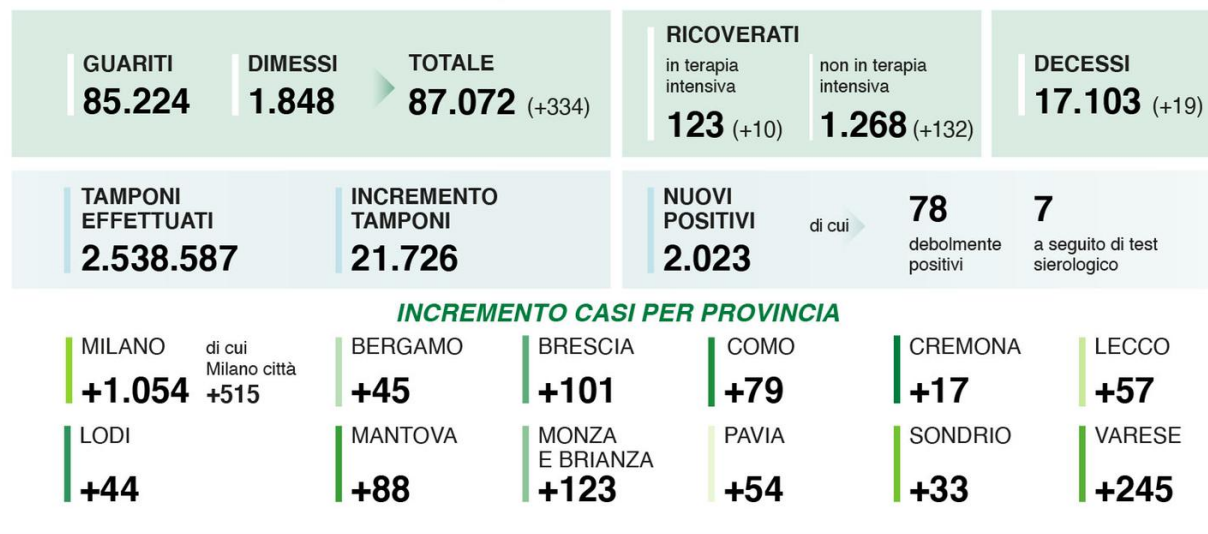 GUARITI
85.224
DIMESSI
1.848
TOTALE
87.072 (+334)
RICOVERATI
in terapia
intensiva
123 (+10)
non in terapia
intensiva
1.268 (+132)
DECESSI
17.103 (+19)
TAMPONI
EFFETTUATI
2.538.587
INCREMENTO
TAMPONI
21.726
NUOVI
POSITIVI
2.023
di cui
78
debolmente
positivi
7
a seguito di test
sierologico
INCREMENTO CASI PER PROVINCIA
MILANO
+1.054
di cui
Milano città
+515
BERGAMO
+45
BRESCIA
+101
COMO
+79
CREMONA
+17
LECCO
+57
LODI
+44
MANTOVA
+88
MONZA
E BRIANZA
+123
PAVIA
+54
SONDRIO
+33
VARESE
+245